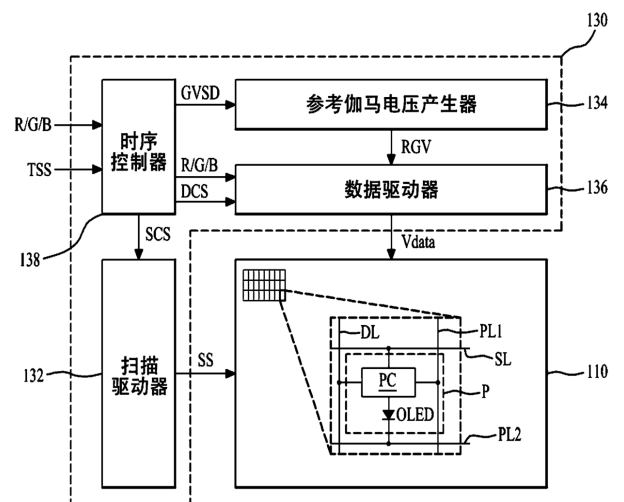 130
GVSD
参考伽马电压产生器
134
R/G/B
时序
控制器
RGV
TSS
R/G/B
DCS
数据驱动器
136
138
SCS
Vdata
DL
PL1
SL
132
扫描
驱动器
SS
PC
P
110
OLED
PL2